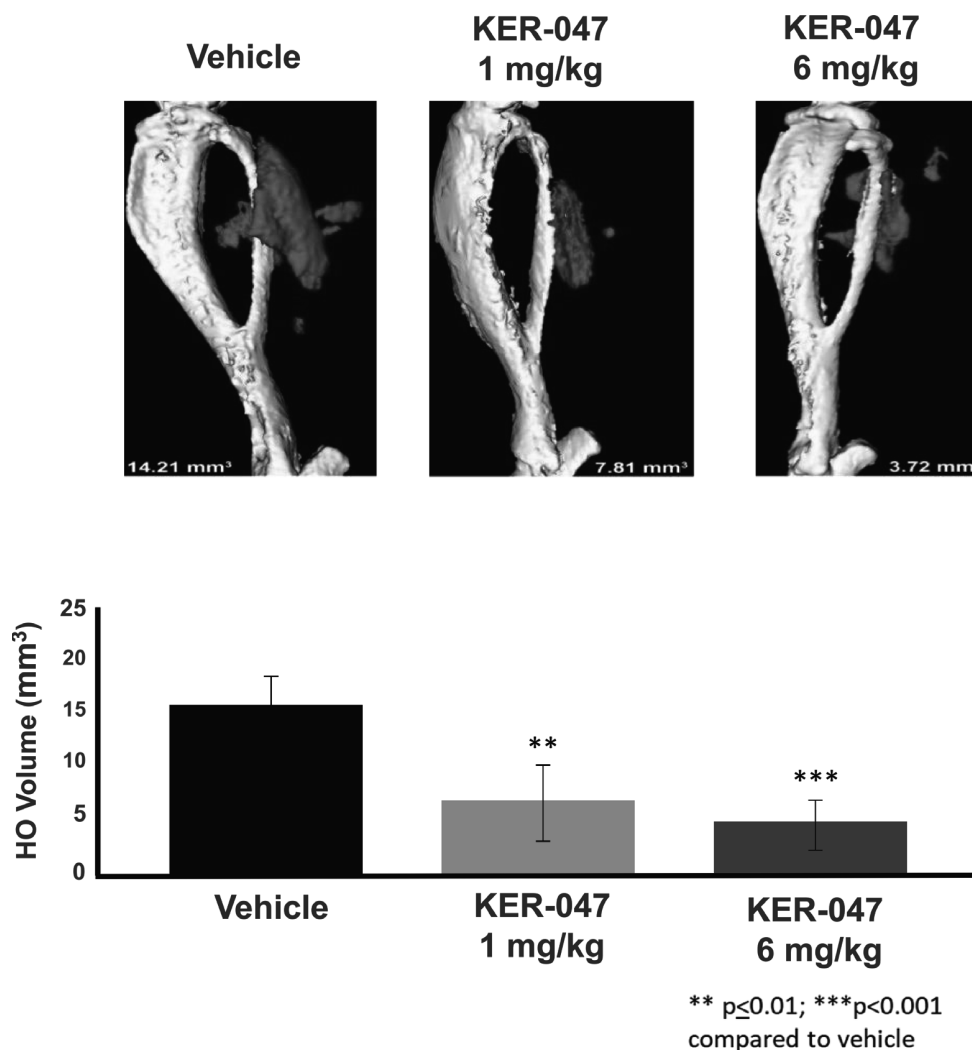 Vehicle
KER-047
1 mg/kg
KER-047
6 mg/kg
14.21 mm³
7.81 mm³
3.72 mm
25
20
15
10
5
0
HO Volume (mm³)
**
***
Vehicle
KER-047
1 mg/kg
KER-047
6 mg/kg
** p≤0.01; ***p<0.001
compared to vehicle